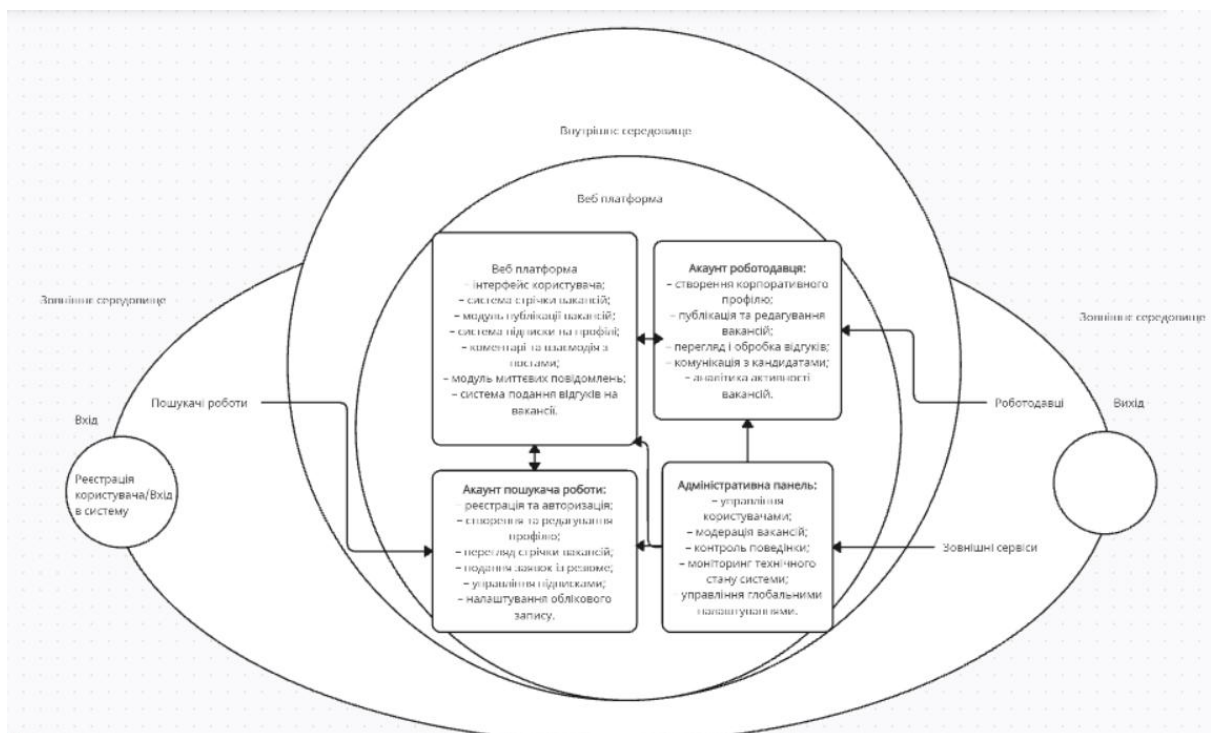 Внутрішнє середовище
Веб платформа
Веб платформа
– інтерфейс користувача;
– система стрічки вакансій;
– модуль публікації вакансій;
– система підписки на профілі;
– коментарі та взаємодія з
постами;
– модуль миттєвих повідомлень;
– система подання відгуків на
вакансії.
Акаунт роботодавця:
– створення корпоративного
профілю;
– публікація та редагування
вакансій;
– перегляд і обробка відгуків;
– комунікація з кандидатами;
– аналітика активності
вакансій.
Зовнішнє середовище
Зовнішнє середовище
Пошукачі роботи
Роботодавці
Вхід
Вихід
Реєстрація
користувача/Вхід
в систему
Акаунт пошукача роботи:
– реєстрація та авторизація;
– створення та редагування
профілю;
– перегляд стрічки вакансій;
– подання заявок із резюме;
– управління підписками;
– налаштування облікового
запису.
Адміністративна панель:
– управління
користувачами;
– модерація вакансій;
– контроль поведінки;
– моніторинг технічного
стану системи;
– управління глобальними
налаштуваннями.
Зовнішні сервіси